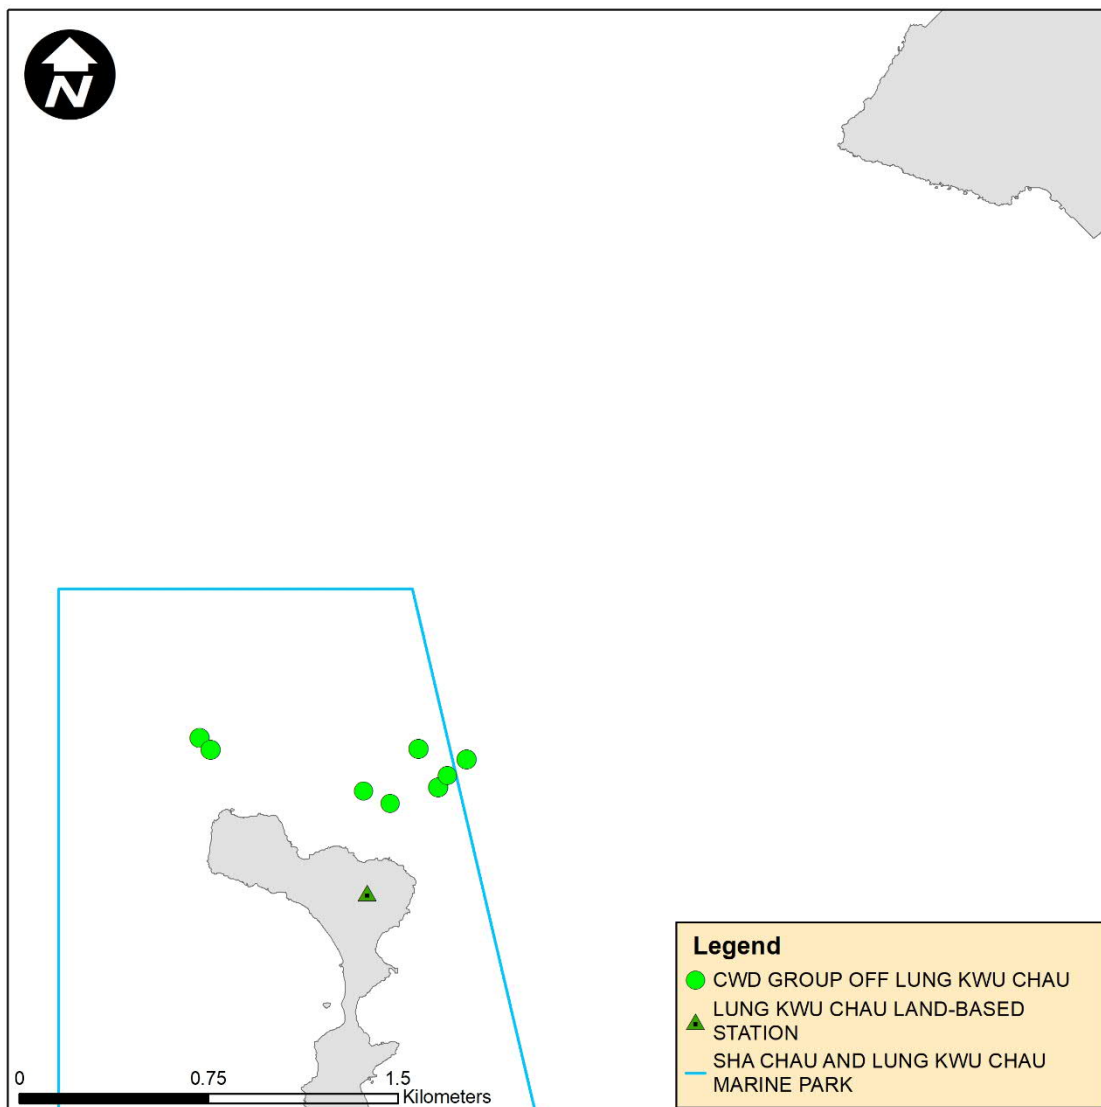 N
Legend
CWD GROUP OFF LUNG KWU CHAU
LUNG KWU CHAU LAND-BASED
STATION
SHA CHAU AND LUNG KWU CHAU
MARINE PARK
0 0.75 1.5
Kilometers